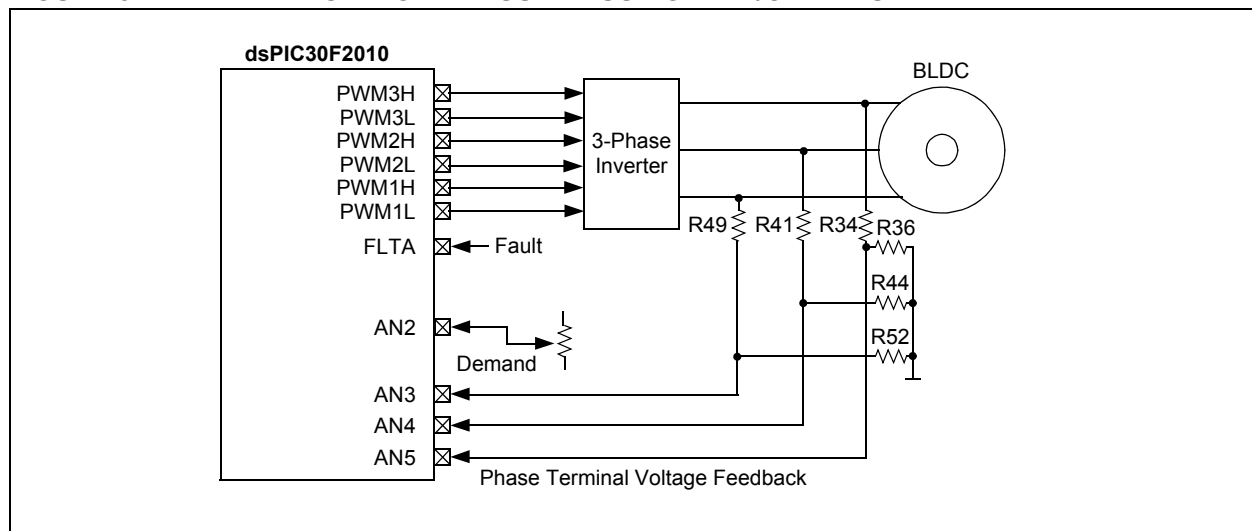 dsPIC30F2010
BLDC
PWM3H
PWM3L
PWM2H
PWM2L
PWM1H
PWM1L
3-Phase
Inverter
R49
R41
R34
R36
FLTA
Fault
R44
AN2
Demand
R52
AN3
AN4
AN5
Phase Terminal Voltage Feedback